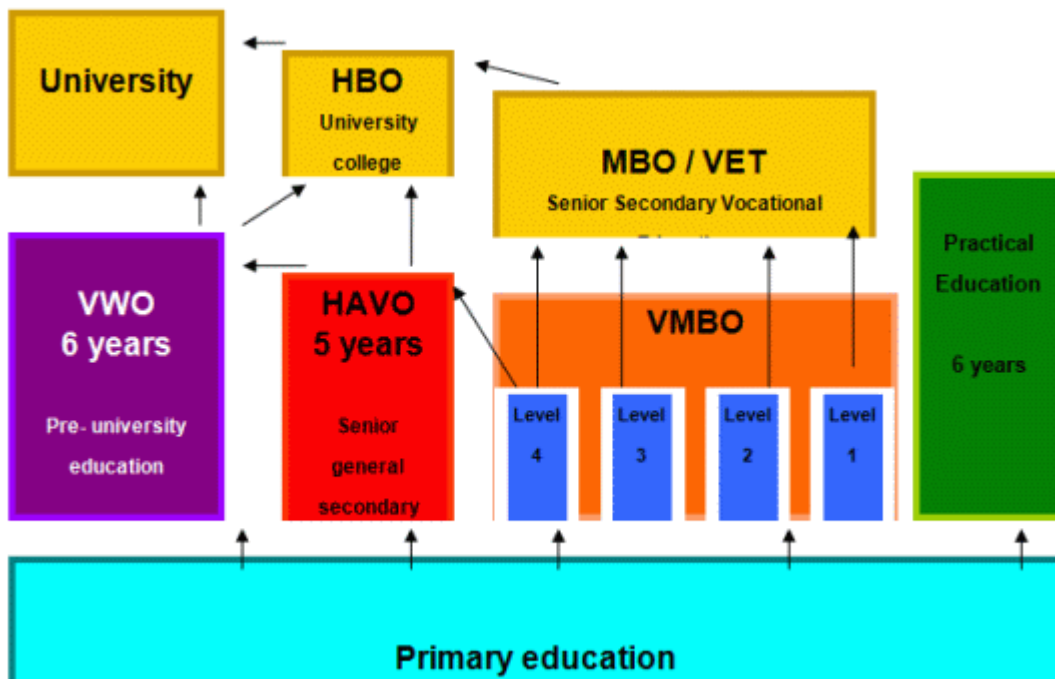 University
HBO
University
college
MBO / VET
Senior Secondary Vocational
Practical
Education
6 years
VWO
6 years
Pre- university
education
HAVO
5 years
Senior
general
secondary
VMBO
Level
4
Level
3
Level
2
Level
1
Primary education